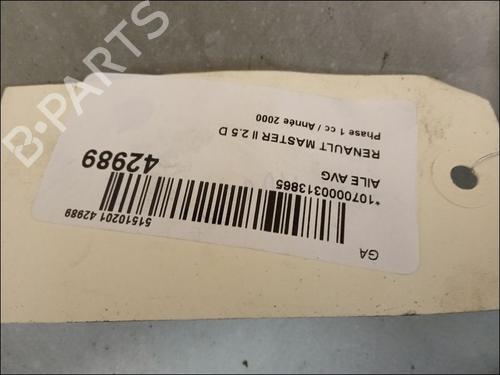 GA
*1070000313865
AILE AVG
RENAULT MASTER II 2.5 D
Phase 1 cc / Année 2000
51510201 42989
42989
B-PARTS